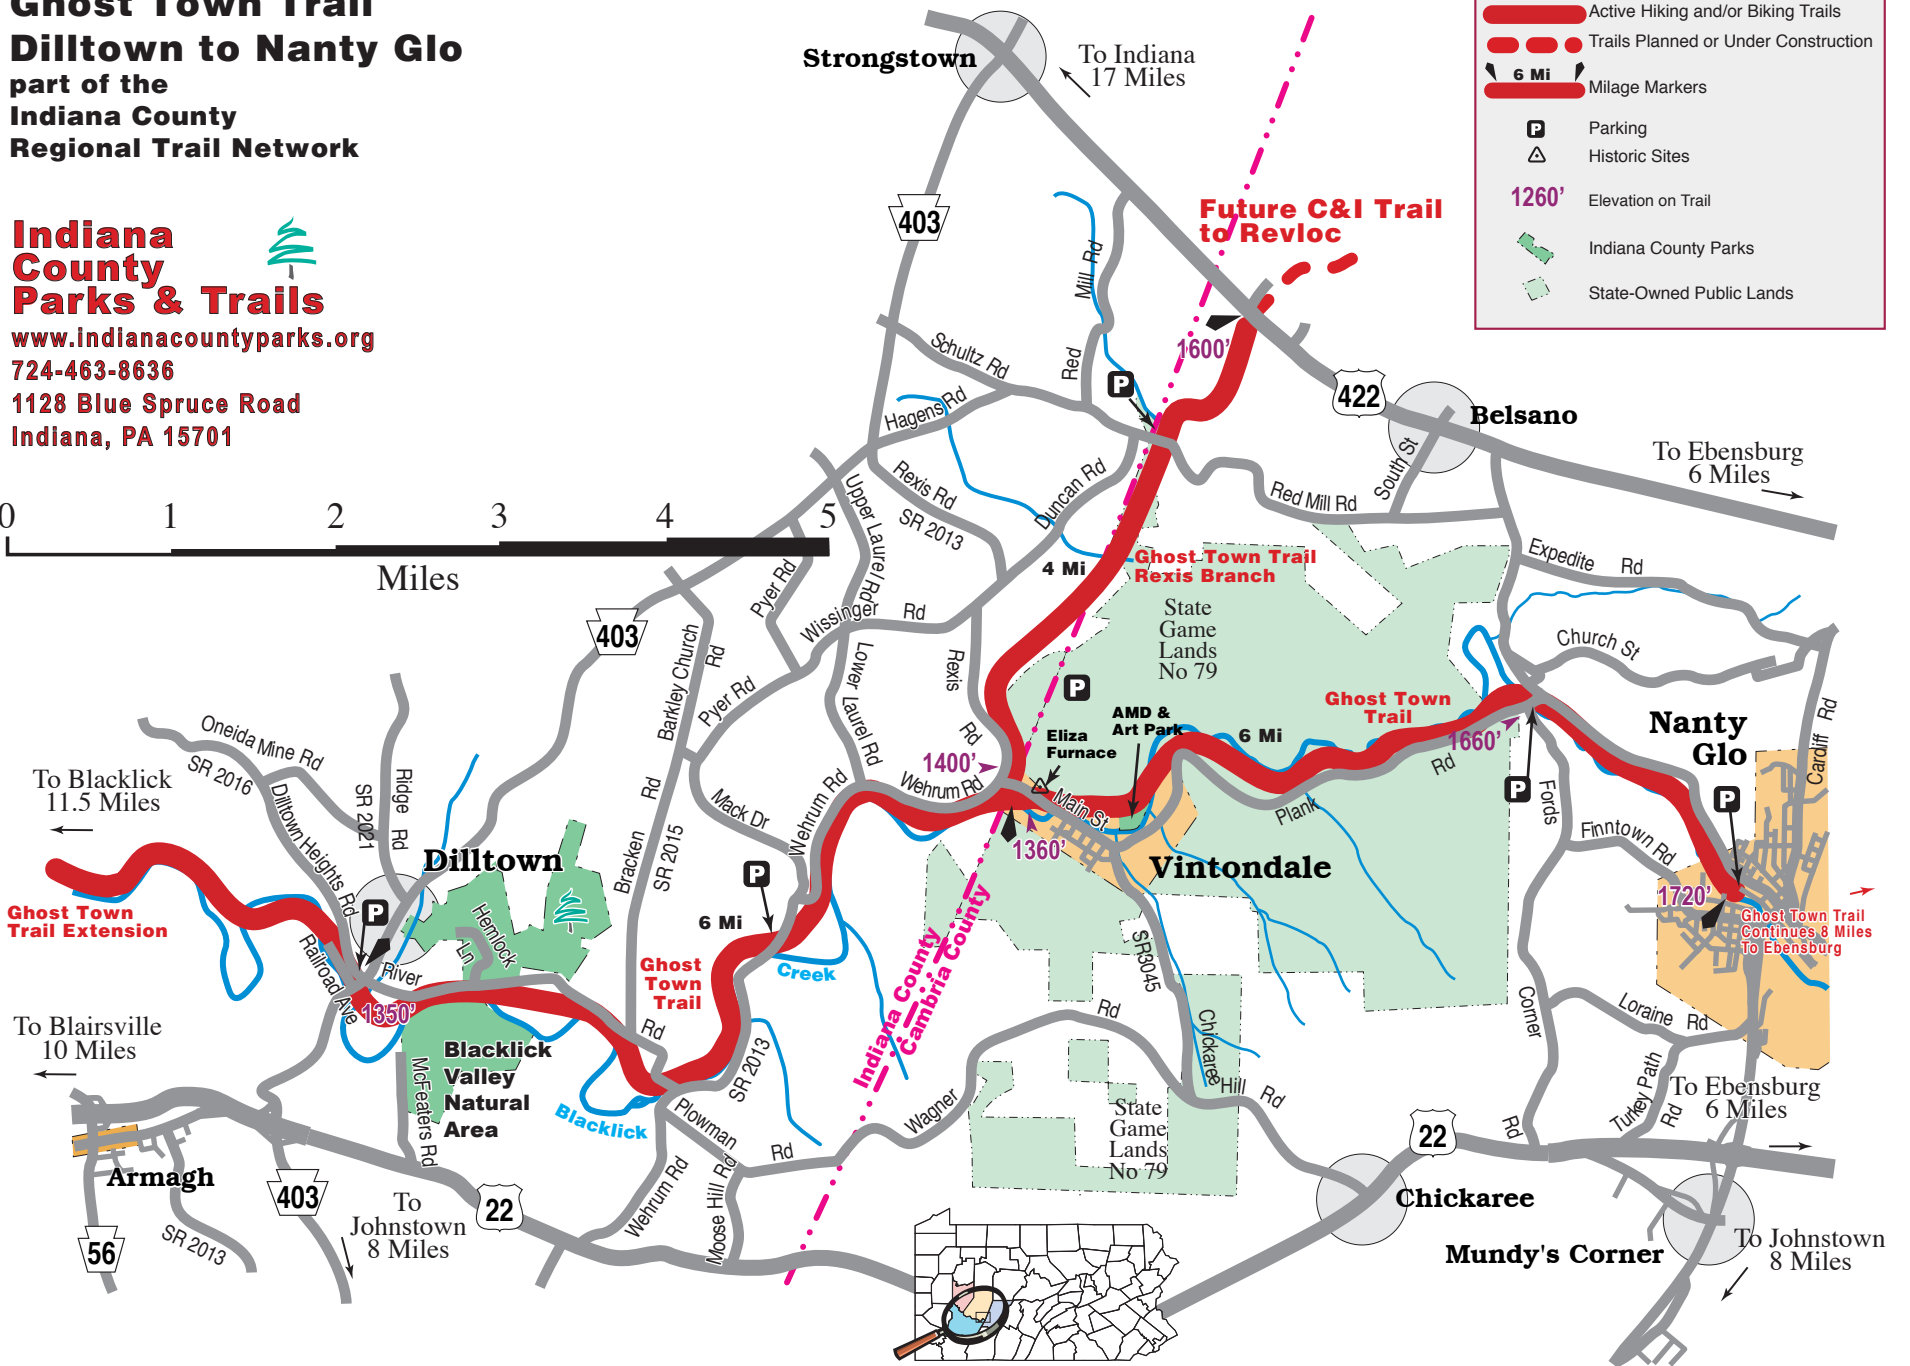 Ghost Town Trail
Dilltown to Nanty Glo
part of the
Indiana County
Regional Trail Network
Indiana
County
Parks & Trails
www.indianacountyparks.org
724-463-8636
1128 Blue Spruce Road
Indiana, PA 15701
0 1 2 3 4 5
Miles
Active Hiking and/or Biking Trails
Trails Planned or Under Construction
6 Mi
Milage Markers
P
Parking
Historic Sites
1260'
Elevation on Trail
Indiana County Parks
State-Owned Public Lands
Strongstown
To Indiana
17 Miles
403
Future C&I Trail
to Revloc
Mill Rd
Red
1600'
P
Schultz Rd
Hagens Rd
422
Belsano
South St
To Ebensburg
6 Miles
Rexis Rd
SR 2013
Duncan Rd
Red Mill Rd
Upper Laurel Rd
Pyer Rd
Wissinger Rd
4 Mi
Ghost Town Trail
Rexis Branch
State
Game
Lands
No 79
Expedite Rd
Church St
403
Barkley Church Rd
Pyer Rd
Lower Laurel Rd
Rexis Rd
P
Eliza
Furnace
AMD &
Art Park
6 Mi
Ghost Town
Trail
1660'
Nanty
Glo
Cardiff Rd
Oneida Mine Rd
SR 2016
Dilltown Heights Rd
SR 2021
Ridge Rd
To Blacklick
11.5 Miles
1400'
Wehrum Rd
Main St
1360'
Vintondale
Plank Rd
P
Fords Corner Rd
Finntown Rd
P
1720'
Ghost Town Trail
Continues 8 Miles
To Ebensburg
Mack Dr
Wehrum Rd
Bracken Rd
SR 2015
Dilltown
P
Ghost Town
Trail Extension
Railroad Ave
River Rd
Hemlock Ln
P
6 Mi
Ghost
Town
Trail
Creek
Indiana County
Cambria County
SR3045
Chickaree Hill Rd
1350'
To Blairsville
10 Miles
Blacklick
Valley
Natural
Area
McFeaters Rd
Blacklick
SR 2013
Plowman Rd
Wagner Rd
State
Game
Lands
No 79
Loraine Rd
Turkey Path Rd
To Ebensburg
6 Miles
Armagh
56
SR 2013
403
To
Johnstown
8 Miles
22
Wehrum Rd
Moose Hill Rd
22
Chickaree
Mundy's Corner
To Johnstown
8 Miles